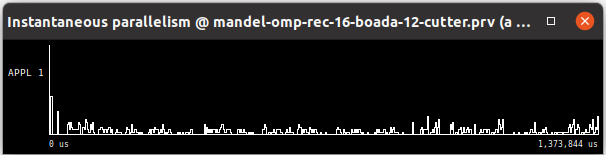 Instantaneous parallelism @ mandel-omp-rec-16-boada-12-cutter.prv (a ...
APPL 1
0 us
1,373,844 us